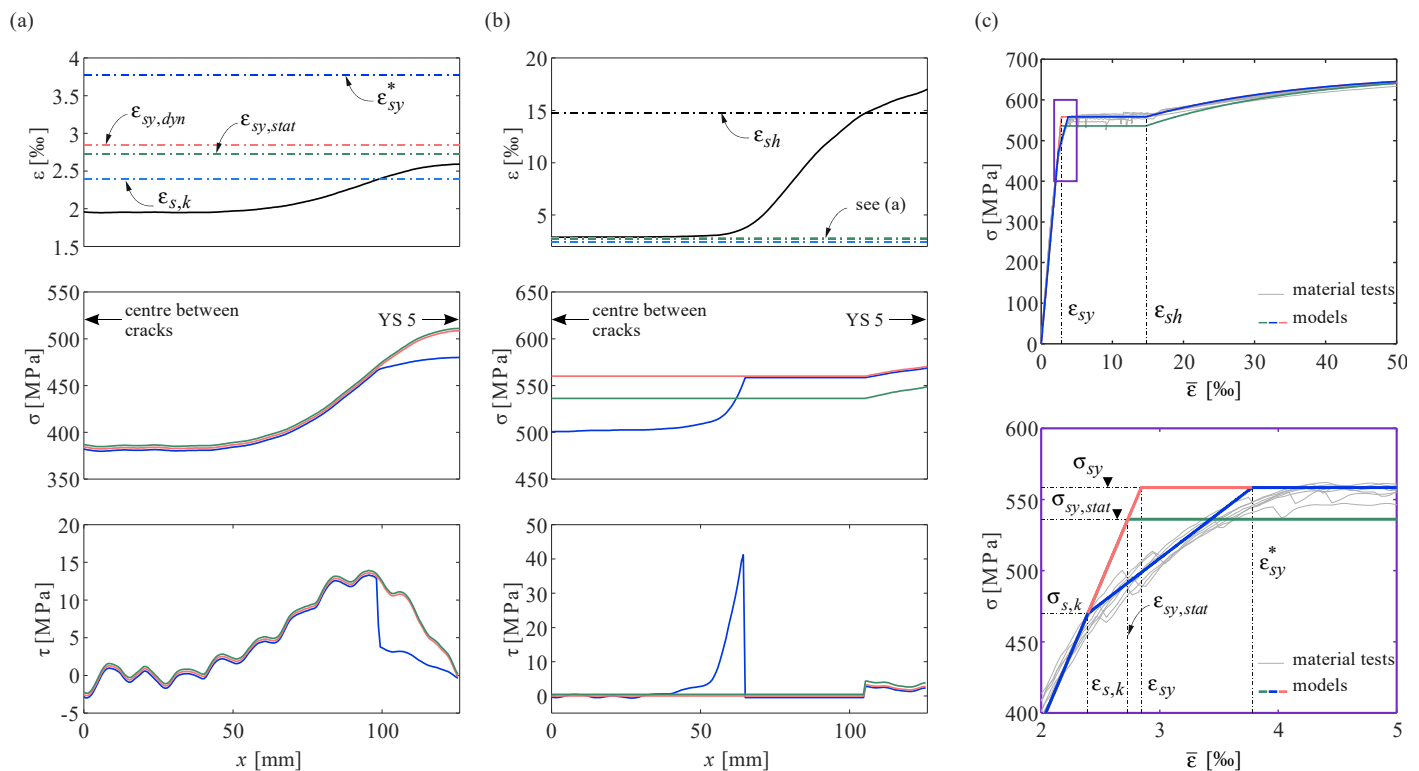 (a)
(b)
(c)
4
3.5
3
2.5
2
1.5
ε [‰]
ε*sy
εsy,dyn
εsy,stat
εs,k
20
15
10
5
ε [‰]
εsh
see (a)
700
600
500
400
300
200
100
0
σ [MPa]
εsy
εsh
material tests
models
0
10
20
30
40
50
ε̅ [‰]
550
500
450
400
350
σ [MPa]
centre between
cracks
YS 5
650
600
550
500
450
σ [MPa]
centre between
cracks
YS 5
20
15
10
5
0
-5
τ [MPa]
0
50
100
x [mm]
50
40
30
20
10
0
τ [MPa]
0
50
100
x [mm]
600
550
500
450
400
σ [MPa]
σsy
σsy,stat
σs,k
ε*sy
εsy,stat
εs,k
εsy
material tests
models
2
3
4
5
ε̅ [‰]